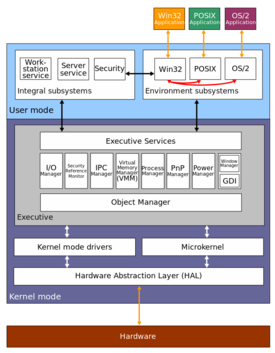 Win32
Application
POSIX
Application
OS/2
Application
Work-
station
service
Server
service
Security
Win32
POSIX
OS/2
Integral subsystems
Environment subsystems
User mode
Executive Services
I/O
Manager
Security
Reference
Monitor
IPC
Manager
Virtual
Memory
Manager
(VMM)
Process
Manager
PnP
Manager
Power
Manager
Window
Manager
GDI
Object Manager
Executive
Kernel mode drivers
Microkernel
Hardware Abstraction Layer (HAL)
Kernel mode
Hardware